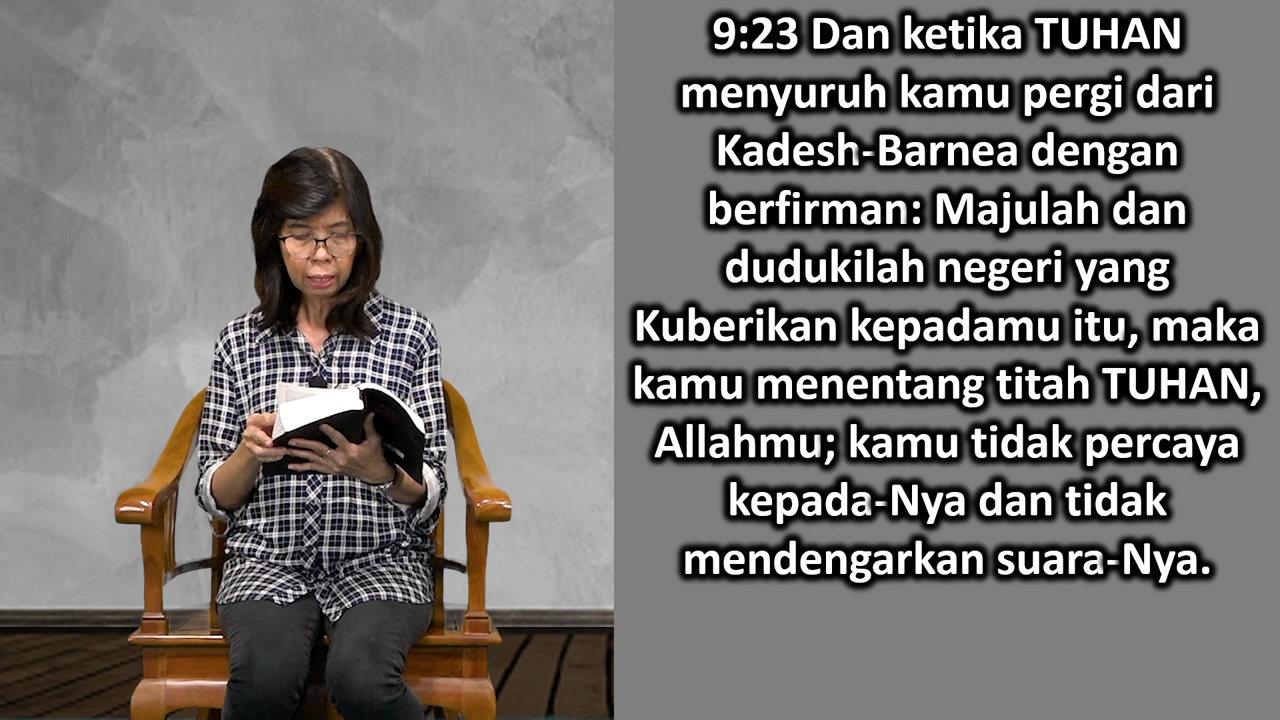 9:23 Dan ketika TUHAN
menyuruh kamu pergi dari
Kadesh-Barnea dengan
berfirman: Majulah dan
dudukilah negeri yang
Kuberikan kepadamu itu, maka
kamu menentang titah TUHAN,
Allahmu; kamu tidak percaya
kepada-Nya dan tidak
mendengarkan suara-Nya.